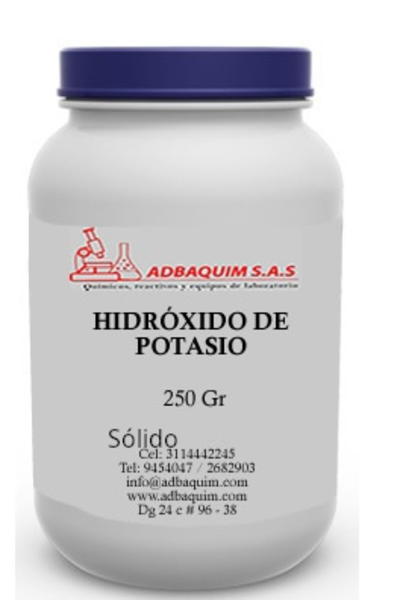 ADBAQUIM S.A.S
Químicos, reactivos y equipos de laboratorio
HIDRÓXIDO DE
POTASIO
250 Gr
Sólido
Cel: 3114442245
Tel: 9454047 / 2682903
info@adbaquim.com
www.adbaquim.com
Dg 24 c # 96 - 38